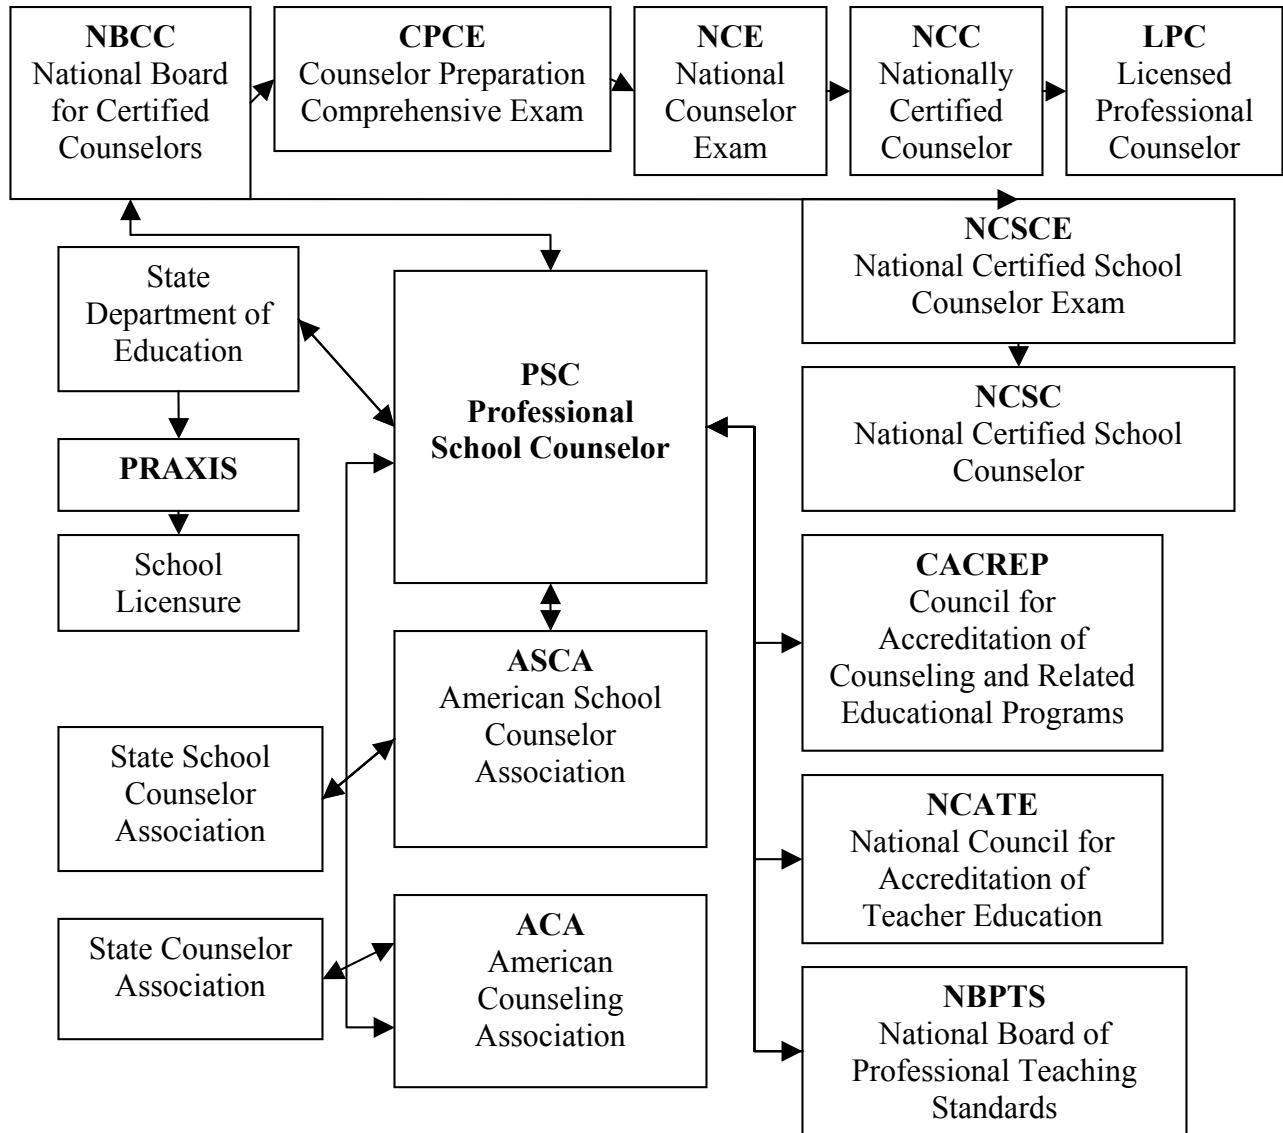 NBCC
National Board
for Certified
Counselors
CPCE
Counselor Preparation
Comprehensive Exam
NCE
National
Counselor
Exam
NCC
Nationally
Certified
Counselor
LPC
Licensed
Professional
Counselor
NCSCE
National Certified School
Counselor Exam
State
Department of
Education
PSC
Professional
School Counselor
NCSC
National Certified School
Counselor
PRAXIS
School
Licensure
CACREP
Council for
Accreditation of
Counseling and Related
Educational Programs
ASCA
American School
Counselor
Association
State School
Counselor
Association
NCATE
National Council for
Accreditation of
Teacher Education
ACA
American
Counseling
Association
State Counselor
Association
NBPTS
National Board of
Professional Teaching
Standards